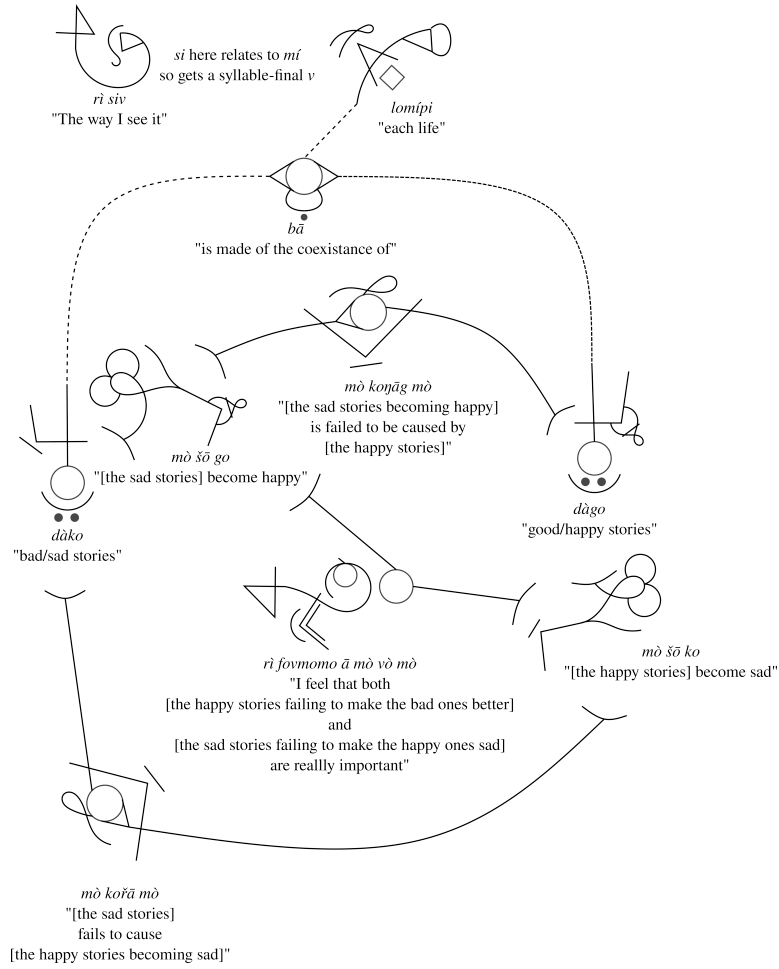 si here relates to mí
so gets a syllable-final v
rì siv
"The way I see it"
lomípi
"each life"
bā
"is made of the coexistance of"
mò koŋāg mò
"[the sad stories becoming happy]
is failed to be caused by
[the happy stories]"
mò šō go
"[the sad stories] become happy"
dàgo
"good/happy stories"
dàko
"bad/sad stories"
mò šō ko
"[the happy stories] become sad"
rì fovmomo ā mò vò mò
"I feel that both
[the happy stories failing to make the bad ones better]
and
[the sad stories failing to make the happy ones sad]
are reallly important"
mò kořā mò
"[the sad stories]
fails to cause
[the happy stories becoming sad]"